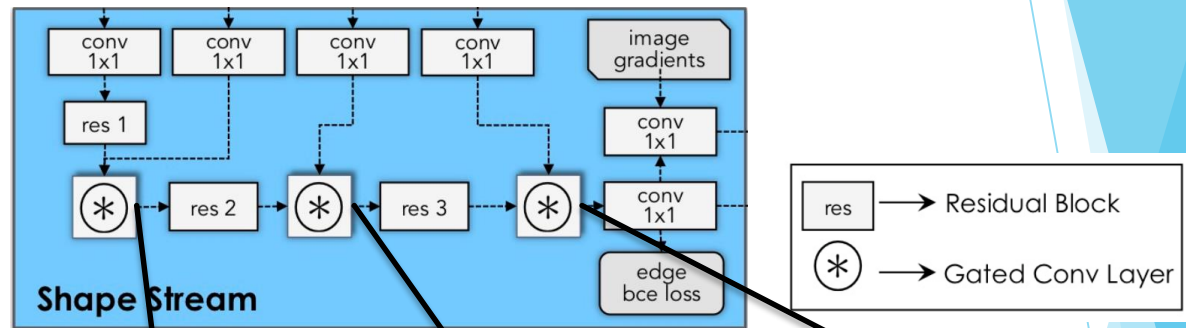 conv
1x1
conv
1x1
conv
1x1
conv
1x1
image
gradients
res 1
conv
1x1
*
res 2
*
res 3
*
conv
1x1
edge
bce loss
Shape Stream
res
Residual Block
*
Gated Conv Layer